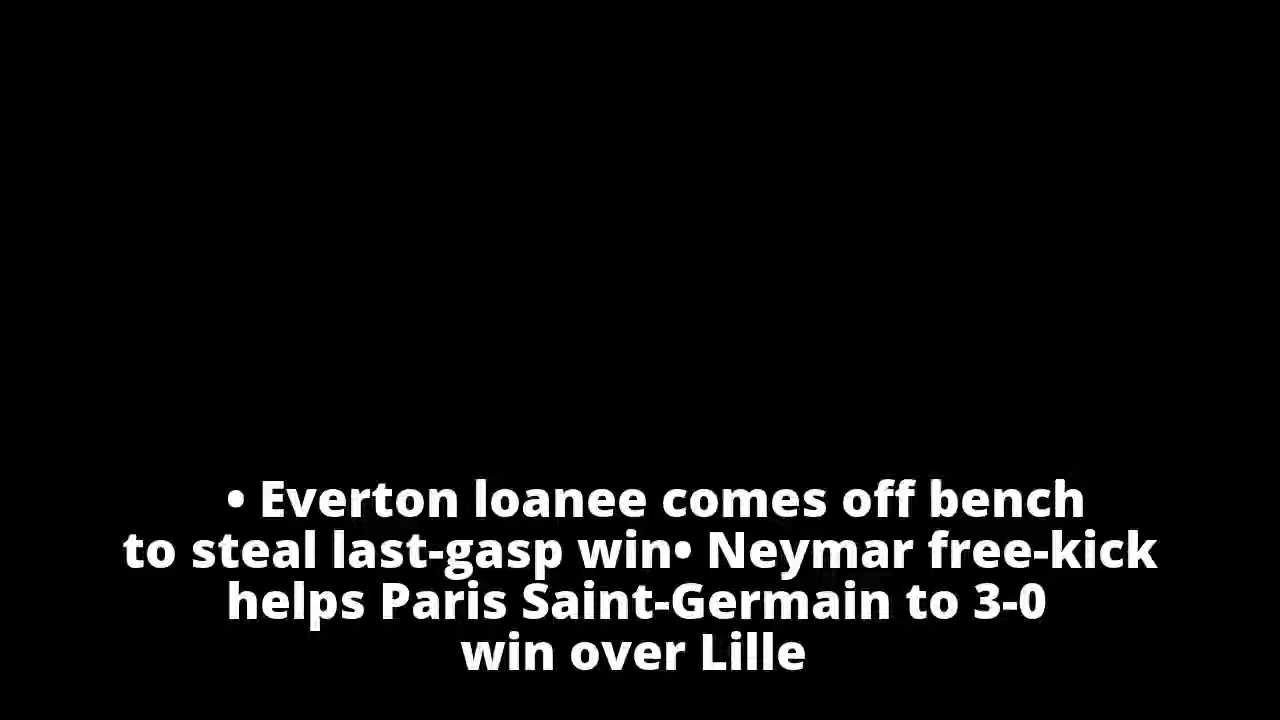 • Everton loanee comes off bench
to steal last-gasp win• Neymar free-kick
helps Paris Saint-Germain to 3-0
win over Lille